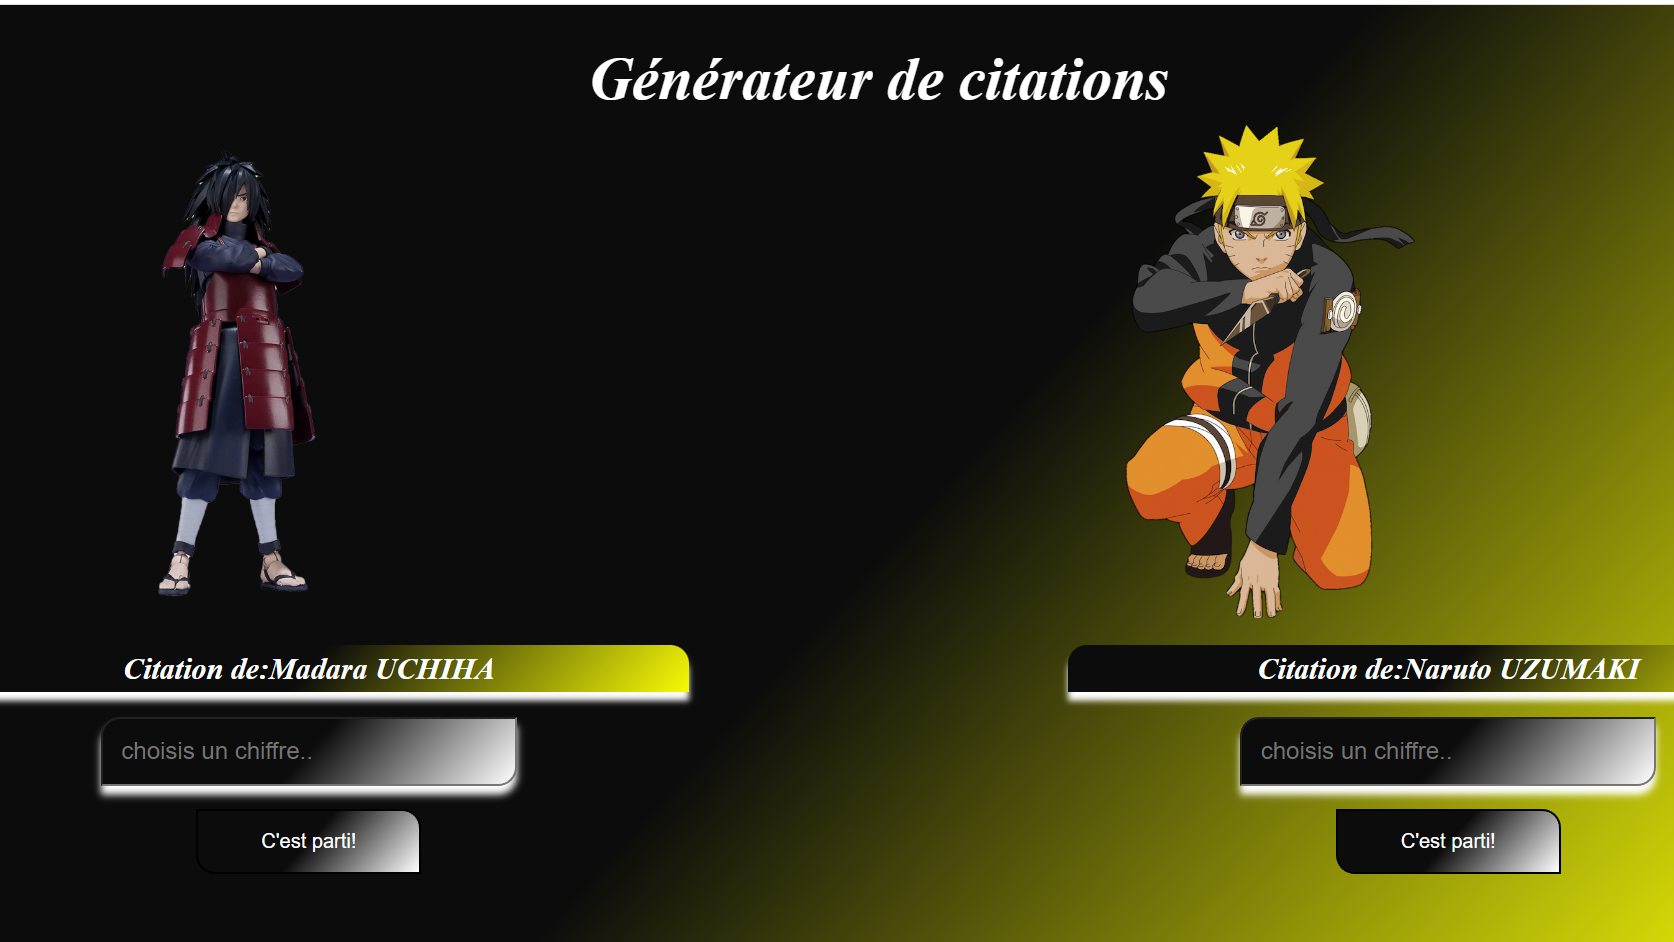 Générateur de citations
Citation de:Madara UCHIHA
choisis un chiffre..
C'est parti!
Citation de:Naruto UZUMAKI
choisis un chiffre..
C'est parti!